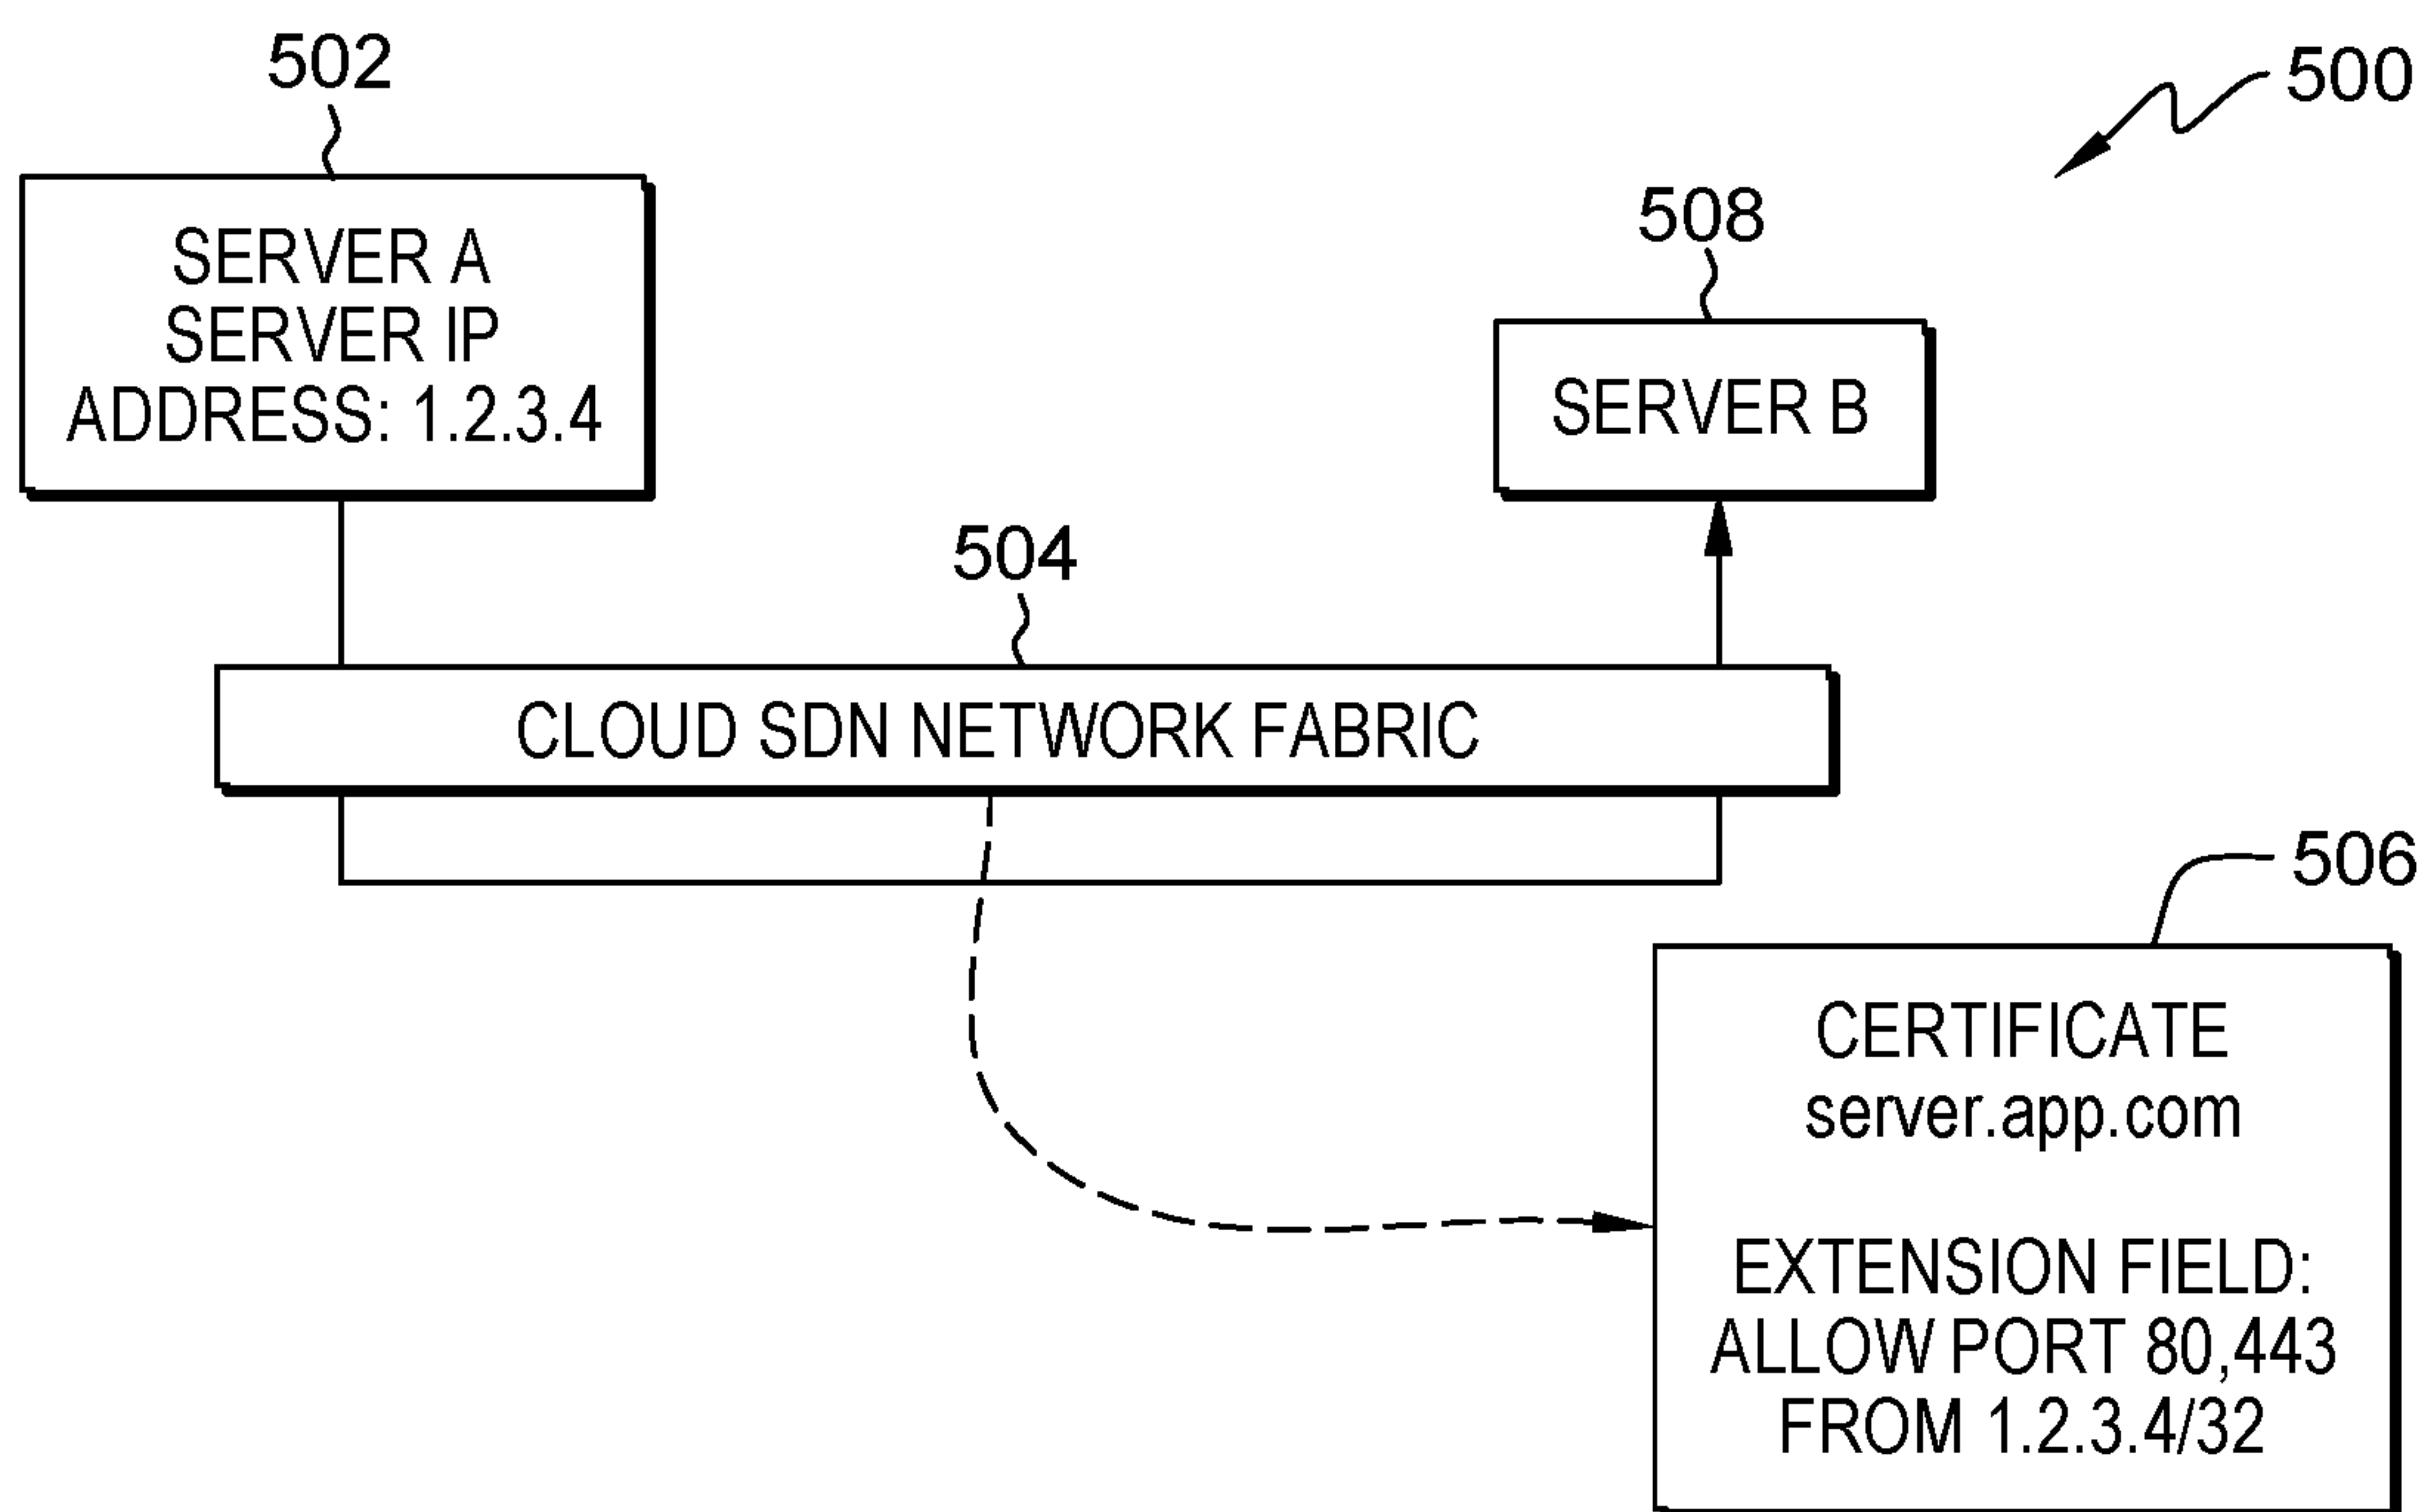 502
500
SERVER A
SERVER IP
ADDRESS: 1.2.3.4
508
SERVER B
504
CLOUD SDN NETWORK FABRIC
506
CERTIFICATE
server.app.com
EXTENSION FIELD:
ALLOW PORT 80,443
FROM 1.2.3.4/32